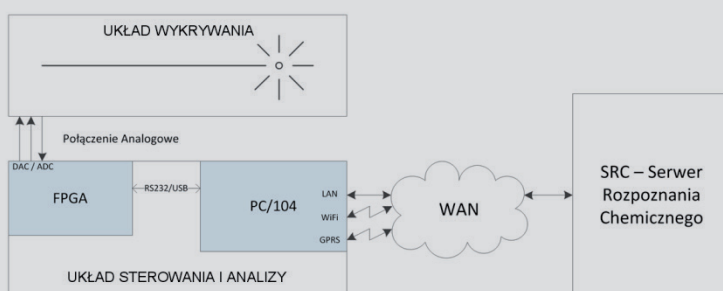 UKŁAD WYKRYWANIA
Połączenie Analogowe
DAC / ADC
FPGA
RS232/USB
PC/104
LAN
WiFi
GPRS
WAN
SRC – Serwer
Rozpoznania
Chemicznego
UKŁAD STEROWANIA I ANALIZY